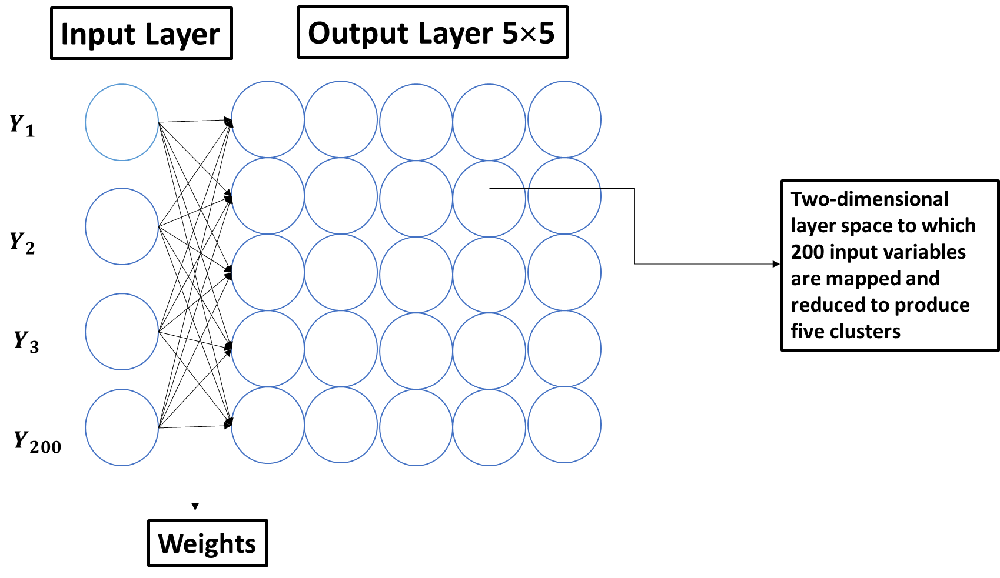 Input Layer
Output Layer 5×5
Y1
Y2
Y3
Y200
Two-dimensional
layer space to which
200 input variables
are mapped and
reduced to produce
five clusters
Weights